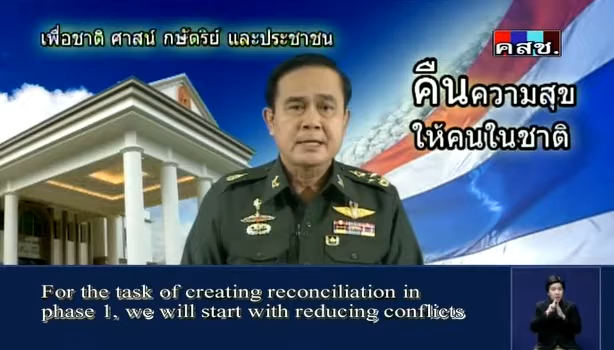 เพื่อชาติ ศาสน์ กษัตริย์ และประชาชน
คสช.
คืนความสุข
ให้คนในชาติ
For the task of creating reconciliation in
phase 1, we will start with reducing conflicts